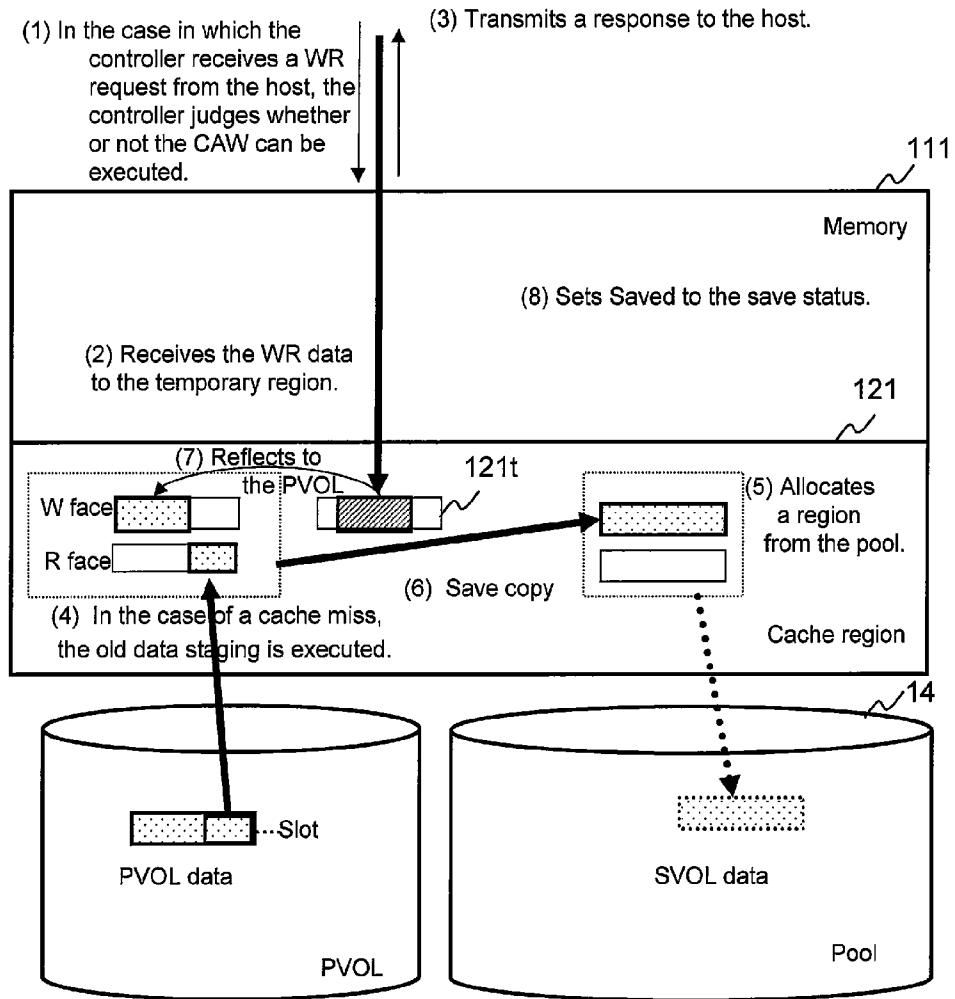 (1) In the case in which the
controller receives a WR
request from the host, the
controller judges whether
or not the CAW can be
executed.
(3) Transmits a response to the host.
111
Memory
(8) Sets Saved to the save status.
(2) Receives the WR data
to the temporary region.
121
(7) Reflects to
the PVOL
121t
W face
R face
(5) Allocates
a region
from the pool.
(6) Save copy
(4) In the case of a cache miss,
the old data staging is executed.
Cache region
14
Slot
PVOL data
SVOL data
PVOL
Pool